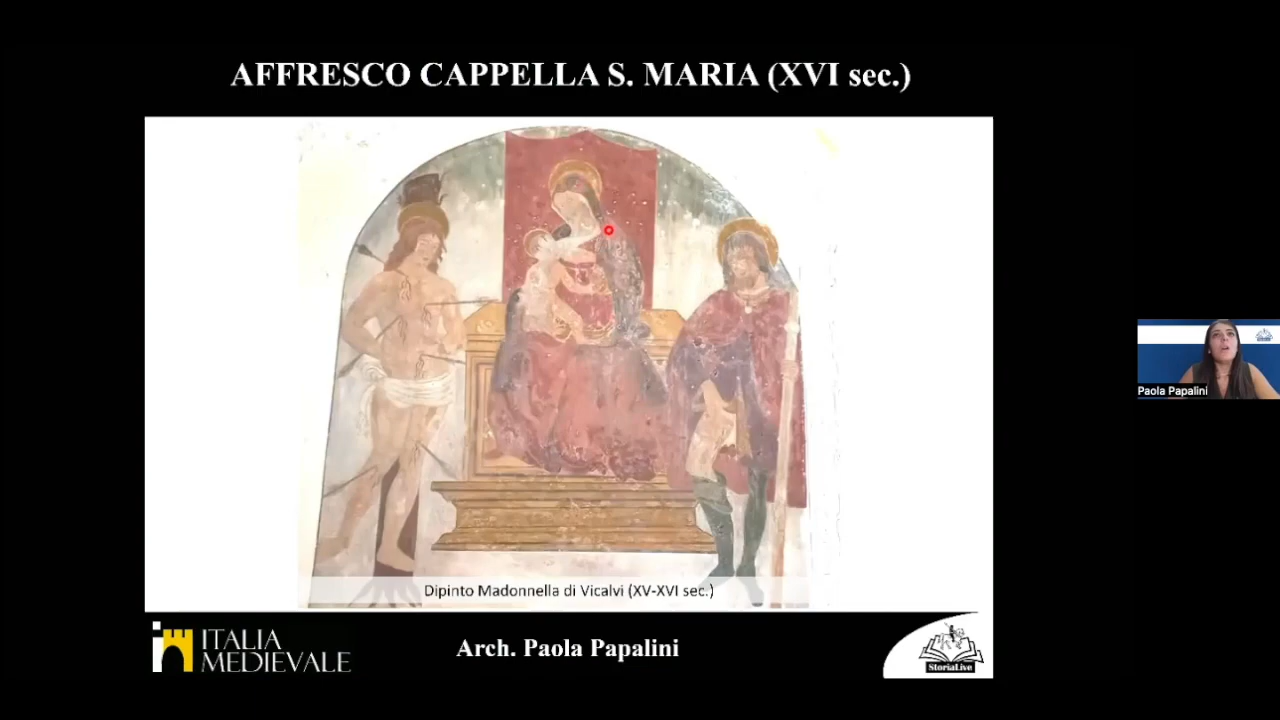 AFFRESCO CAPPELLA S. MARIA (XVI sec.)
Paola Papalini
Dipinto Madonnella di Vicalvi (XV-XVI sec.)
ITALIA
MEDIEVALE
Arch. Paola Papalini
StoriaLive